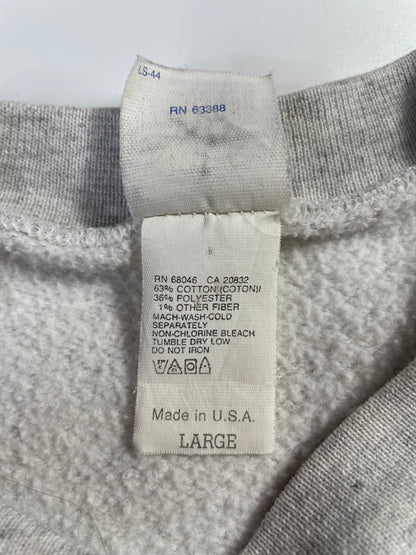 LS-44
RN 63388
RN 68046 CA 20832
63% COTTON(COTON)/
36% POLYESTER
1% OTHER FIBER
MACH-WASH-COLD
SEPARATELY
NON-CHLORINE BLEACH
TUMBLE DRY LOW
DO NOT IRON
Made in U.S.A.
LARGE